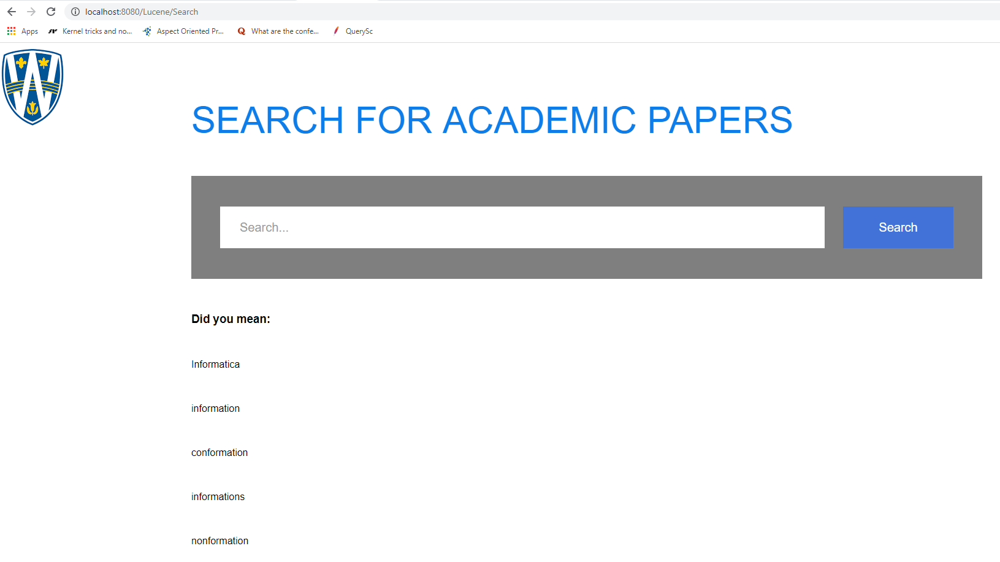 localhost:8080/Lucene/Search
Apps Kernel tricks and no... Aspect Oriented Pr... Q What are the confe... QuerySc
W
SEARCH FOR ACADEMIC PAPERS
Search... Search
Did you mean:
Informatica
information
conformation
informations
nonformation